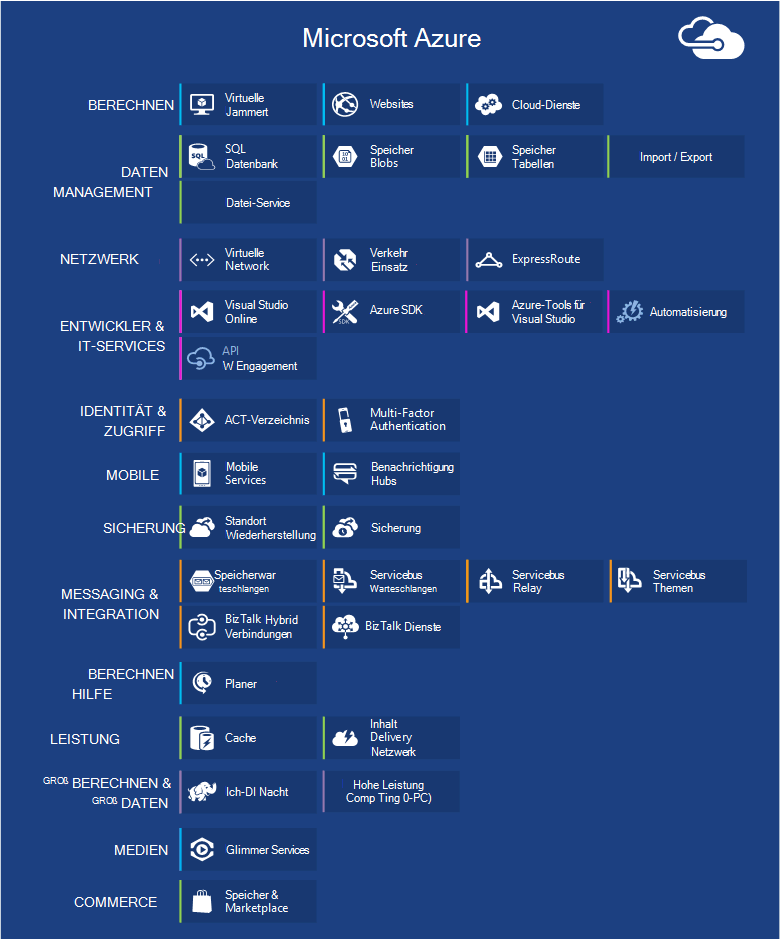 Microsoft Azure
BERECHNEN
Virtuelle
Jammert
Websites
Cloud-Dienste
DATEN
MANAGEMENT
SQL
SQL
Datenbank
10
01
Speicher
Blobs
Speicher
Tabellen
Import / Export
Datei-Service
NETZWERK
Virtuelle
Network
Verkehr
Einsatz
ExpressRoute
ENTWICKLER &
IT-SERVICES
Visual Studio
Online
SDK
Azure SDK
Azure-Tools für
Visual Studio
Automatisierung
API
W Engagement
IDENTITÄT &
ZUGRIFF
ACT-Verzeichnis
Multi-Factor
Authentication
MOBILE
Mobile
Services
Benachrichtigung
Hubs
SICHERUNG
Standort
Wiederherstellung
Sicherung
MESSAGING &
INTEGRATION
Speicherwar
teschlangen
Servicebus
Warteschlangen
Servicebus
Relay
Servicebus
Themen
BizTalk Hybrid
Verbindungen
BizTalk Dienste
BERECHNEN
HILFE
Planer
LEISTUNG
Cache
Inhalt
Delivery
Netzwerk
GROß BERECHNEN &
GROß DATEN
Ich-DI Nacht
Hohe Leistung
Comp Ting 0-PC)
MEDIEN
Glimmer Services
COMMERCE
Speicher &
Marketplace